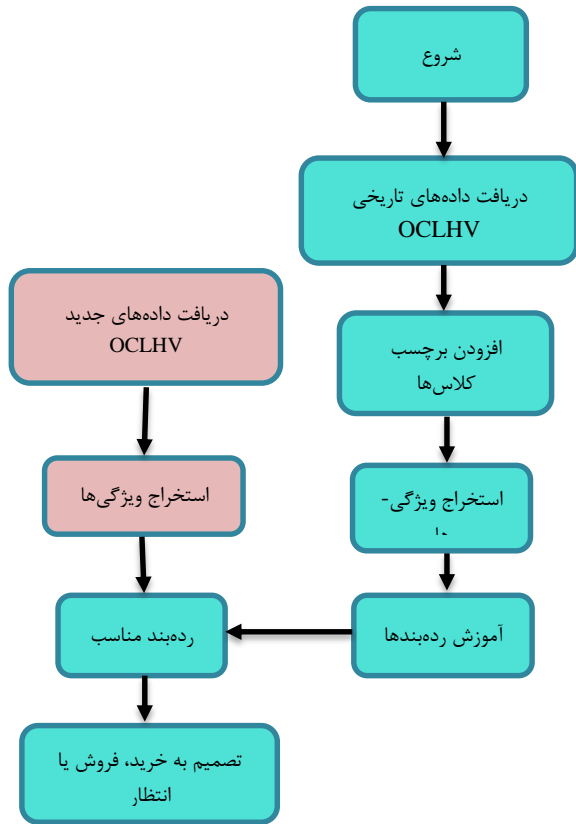 شروع
دریافت داده‌های تاریخی
OCLHV
افزودن برچسب
کلاس‌ها
استخراج ویژگی-
آموزش رده‌بندها
دریافت داده‌های جدید
OCLHV
استخراج ویژگی‌ها
رده‌بند مناسب
تصمیم به خرید، فروش یا
انتظار